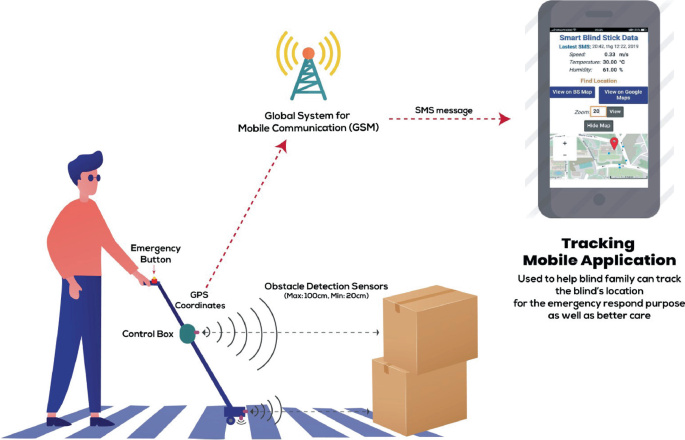 Global System for
Mobile Communication (GSM)
SMS message
Smart Blind Stick Data
Lastest SMS: 20:42, thg 12 22, 2019
Speed: 0.33 m/s
Temperature: 30.00 °C
Humidity: 61.00 %
Find Location
View on BS Map
View on Google
Maps
Zoom: 20 View
Hide Map
+
-
Tracking
Mobile Application
Used to help blind family can track
the blind's location
for the emergency respond purpose
as well as better care
Emergency
Button
GPS
Coordinates
Obstacle Detection Sensors
(Max:100cm, Min:20cm)
Control Box